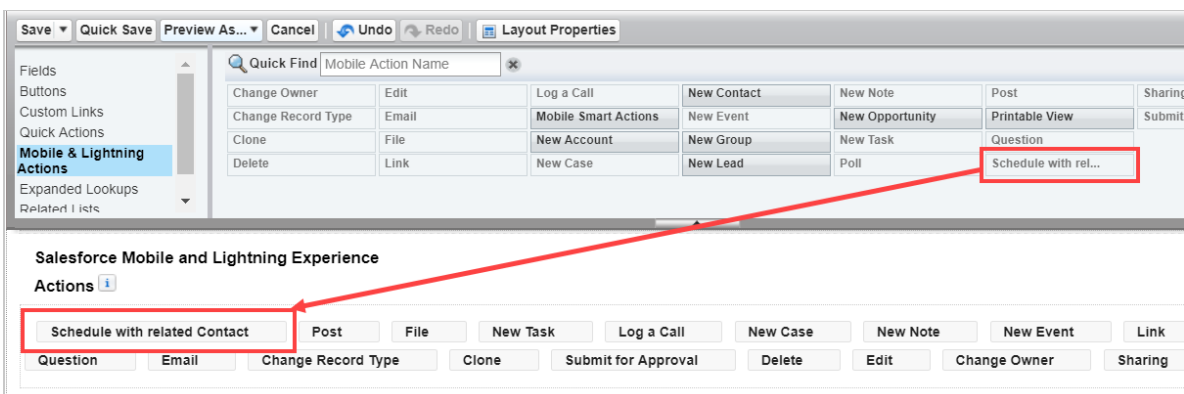 Save Quick Save Preview As... Cancel Undo Redo Layout Properties
Fields
Buttons
Custom Links
Quick Actions
Mobile & Lightning
Actions
Expanded Lookups
Related Lists
Quick Find Mobile Action Name
Change Owner Edit Log a Call New Contact New Note Post Sharing
Change Record Type Email Mobile Smart Actions New Event New Opportunity Printable View Submit
Clone File New Account New Group New Task Question
Delete Link New Case New Lead Poll Schedule with rel...
Salesforce Mobile and Lightning Experience
Actions i
Schedule with related Contact Post File New Task Log a Call New Case New Note New Event Link
Question Email Change Record Type Clone Submit for Approval Delete Edit Change Owner Sharing